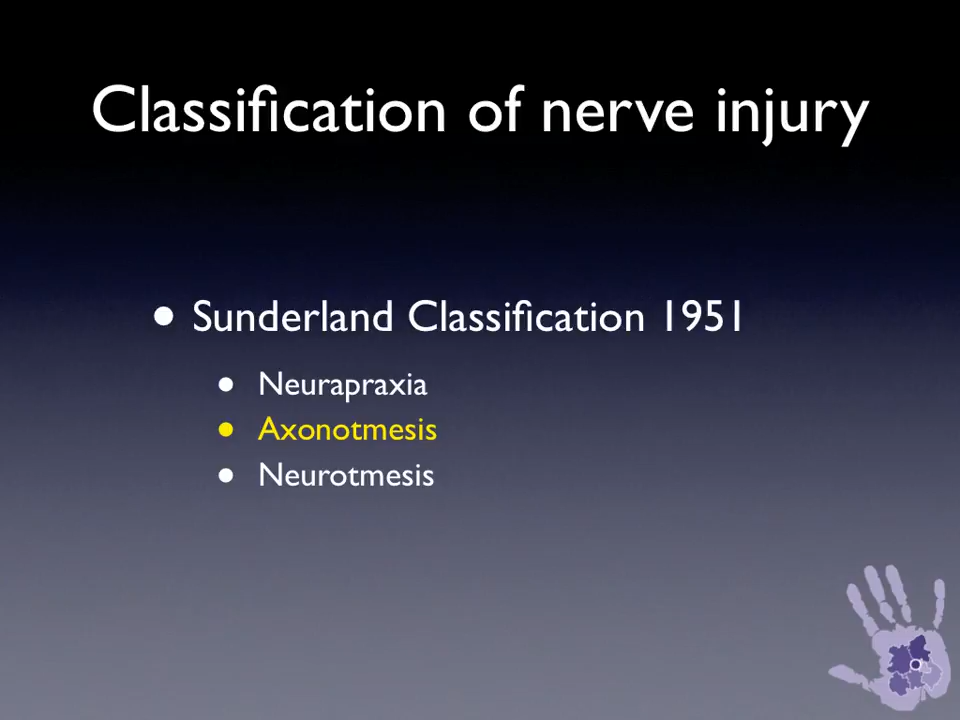 Classification of nerve injury
• Sunderland Classification 1951
• Neurapraxia
• Axonotmesis
• Neurotmesis